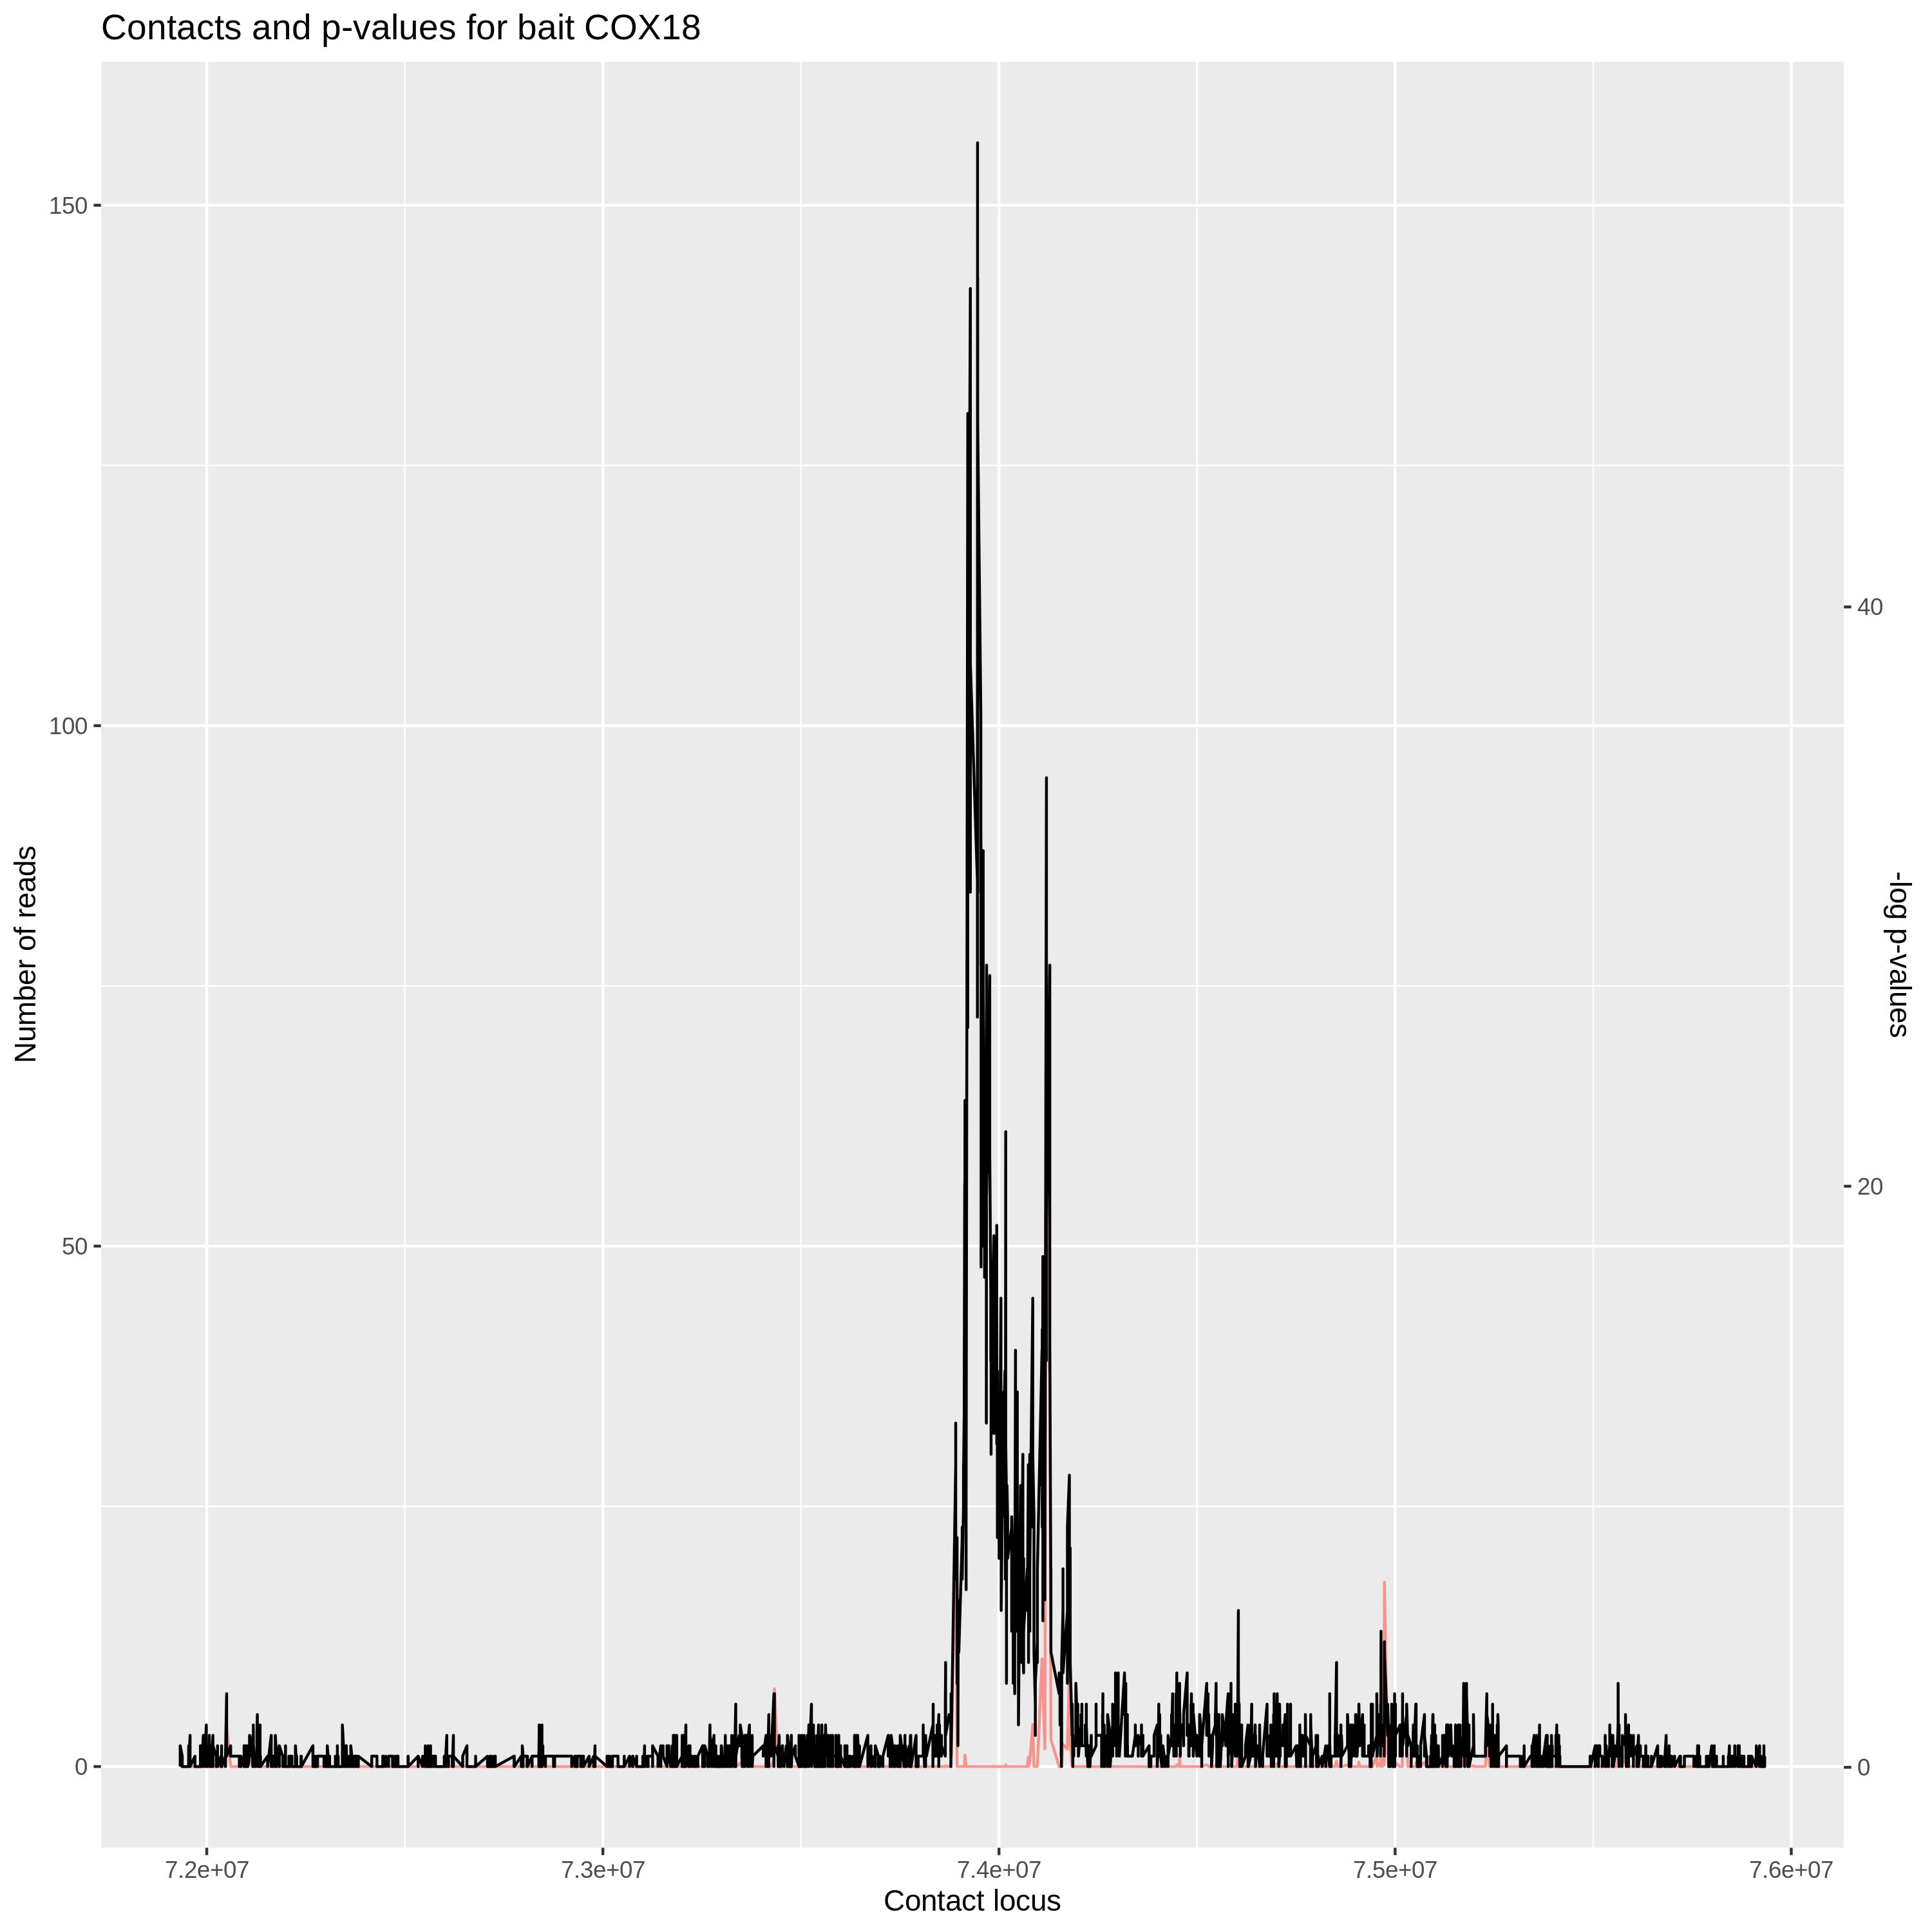 Contacts and p-values for bait COX18
150
100
50
0
Number of reads
40
20
0
-log p-values
7.2e+07
7.3e+07
7.4e+07
7.5e+07
7.6e+07
Contact locus